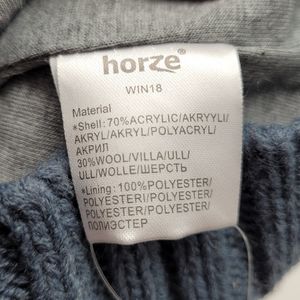 horze®
WIN18
Material
*Shell: 70%ACRYLIC/AKRYYLI/
AKRYL/AKRYL/POLYACRYL/
АКРИЛ
30%WOOL/VILLA/ULL/
ULL/WOLLE/ШЕРСТЬ
*Lining: 100%POLYESTER/
POLYESTERI/POLYESTER/
POLYESTER/POLYESTER/
ПОЛИЭСТЕР